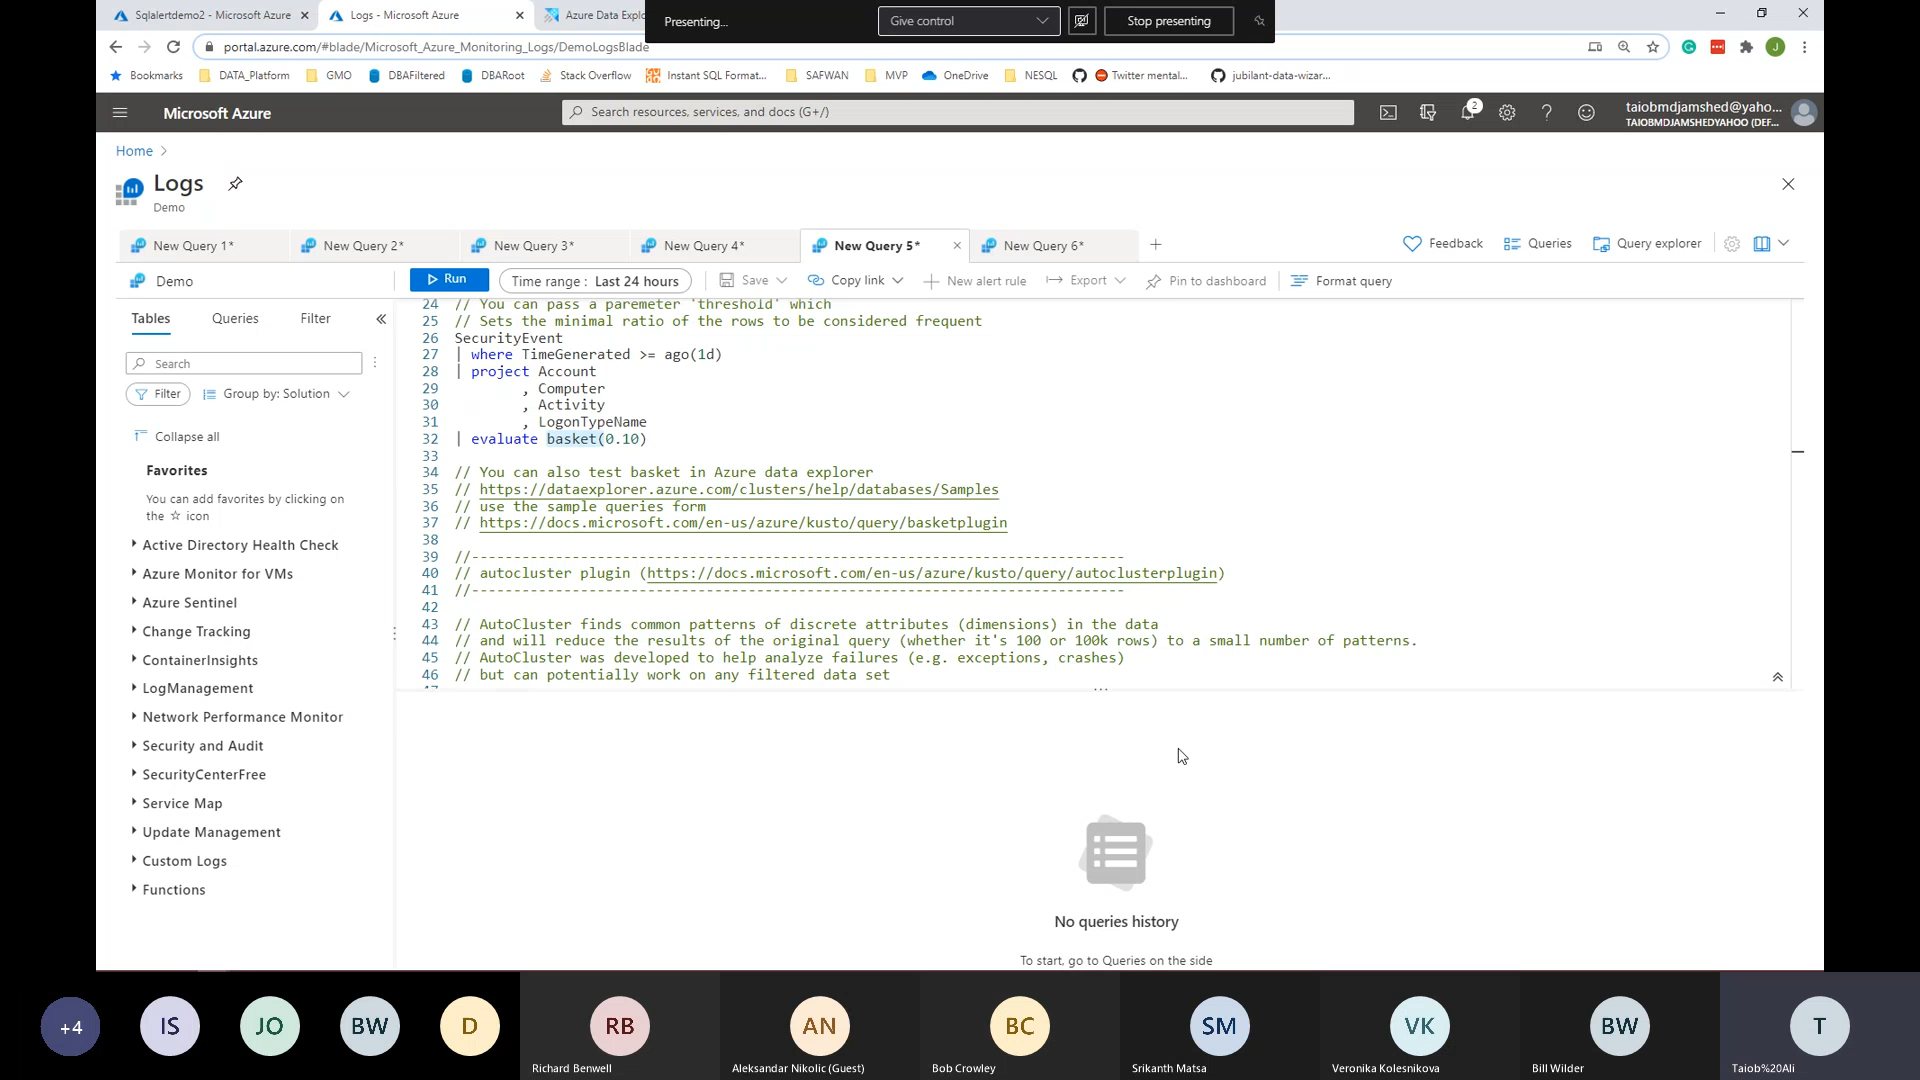 Sqlalertdemo2 - Microsoft Azure
Logs - Microsoft Azure
Azure Data Explo
Presenting...
Give control
Stop presenting
portal.azure.com/#blade/Microsoft_Azure_Monitoring_Logs/DemoLogsBlade
J
Bookmarks
DATA_Platform
GMO
DBAFiltered
DBARoot
Stack Overflow
Instant SQL Format...
SAFWAN
MVP
OneDrive
NESQL
Twitter mental...
jubilant-data-wizar...
Microsoft Azure
Search resources, services, and docs (G+/)
2
taiobmdjamshed@yaho...
TAIOBMDJAMSHEDYAHOO (DEF...
Home
Logs
Demo
New Query 1*
New Query 2*
New Query 3*
New Query 4*
New Query 5*
New Query 6*
Feedback
Queries
Query explorer
Demo
Run
Time range : Last 24 hours
Save
Copy link
New alert rule
Export
Pin to dashboard
Format query
Tables
Queries
Filter
Search
Filter
Group by: Solution
Collapse all
Favorites
You can add favorites by clicking on
the ☆ icon
Active Directory Health Check
Azure Monitor for VMs
Azure Sentinel
Change Tracking
ContainerInsights
LogManagement
Network Performance Monitor
Security and Audit
SecurityCenterFree
Service Map
Update Management
Custom Logs
Functions
24 // You can pass a paremeter 'threshold' which
25 // Sets the minimal ratio of the rows to be considered frequent
26 SecurityEvent
27 | where TimeGenerated >= ago(1d)
28 | project Account
29 , Computer
30 , Activity
31 , LogonTypeName
32 | evaluate basket(0.10)
33
34 // You can also test basket in Azure data explorer
35 // https://dataexplorer.azure.com/clusters/help/databases/Samples
36 // use the sample queries form
37 // https://docs.microsoft.com/en-us/azure/kusto/query/basketplugin
38
39 //------------------------------------------------------------------------------
40 // autocluster plugin (https://docs.microsoft.com/en-us/azure/kusto/query/autoclusterplugin)
41 //------------------------------------------------------------------------------
42
43 // AutoCluster finds common patterns of discrete attributes (dimensions) in the data
44 // and will reduce the results of the original query (whether it's 100 or 100k rows) to a small number of patterns.
45 // AutoCluster was developed to help analyze failures (e.g. exceptions, crashes)
46 // but can potentially work on any filtered data set
No queries history
To start, go to Queries on the side
+4
IS
JO
BW
D
RB
Richard Benwell
AN
Aleksandar Nikolic (Guest)
BC
Bob Crowley
SM
Srikanth Matsa
VK
Veronika Kolesnikova
BW
Bill Wilder
T
Taiob%20Ali